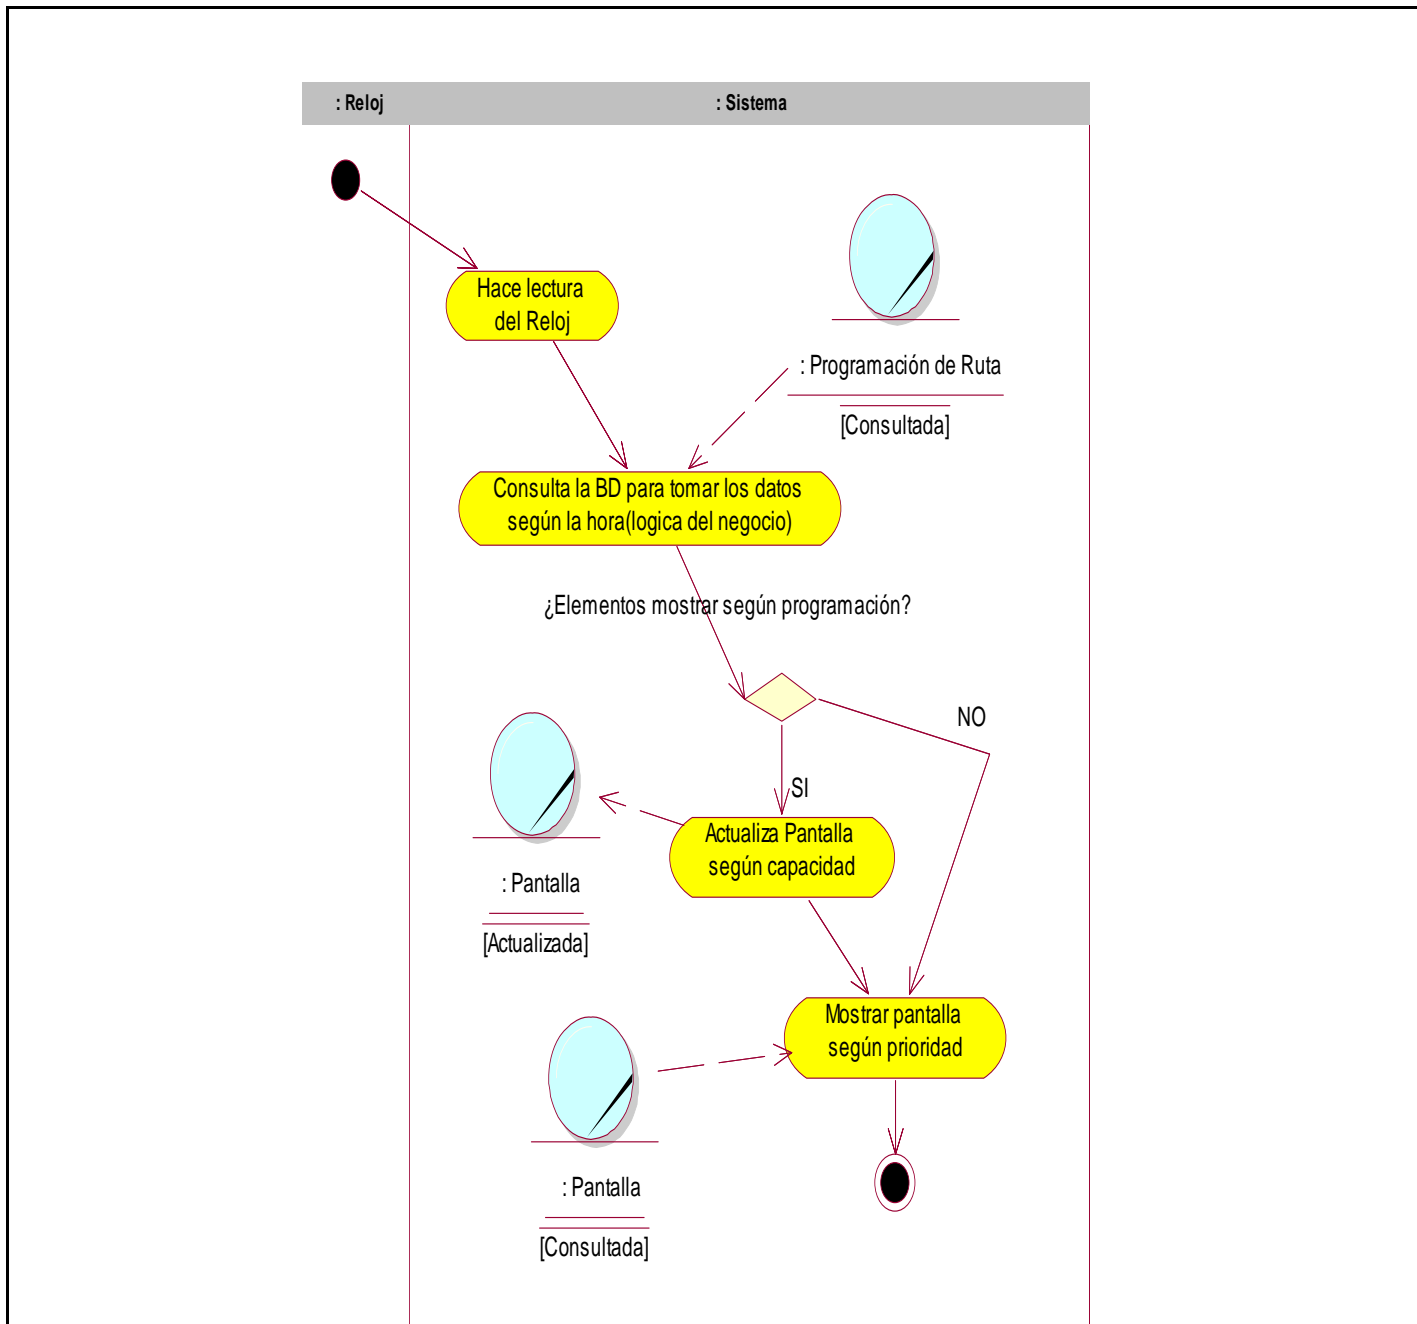 : Reloj
: Sistema
Hace lectura
del Reloj
: Programación de Ruta
[Consultada]
Consulta la BD para tomar los datos
según la hora(logica del negocio)
¿Elementos mostrar según programación?
NO
SI
Actualiza Pantalla
según capacidad
: Pantalla
[Actualizada]
Mostrar pantalla
según prioridad
: Pantalla
[Consultada]